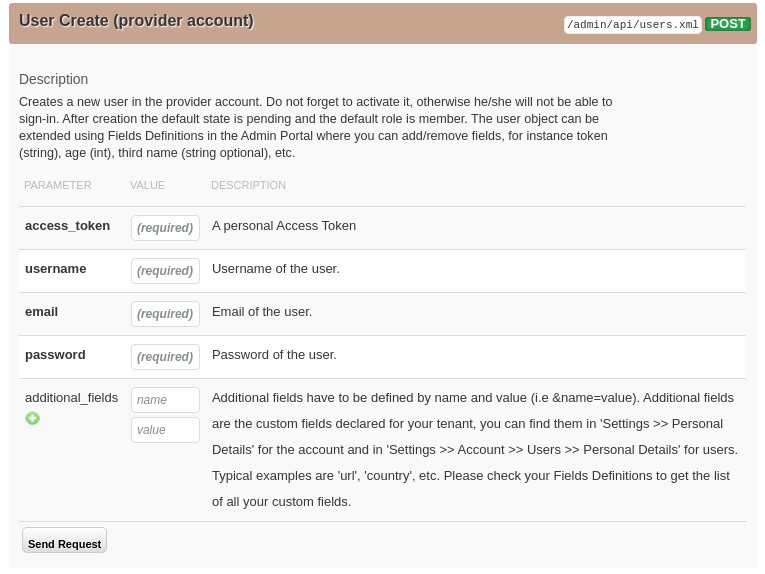 User Create (provider account)
/admin/api/users.xml POST
Description
Creates a new user in the provider account. Do not forget to activate it, otherwise he/she will not be able to
sign-in. After creation the default state is pending and the default role is member. The user object can be
extended using Fields Definitions in the Admin Portal where you can add/remove fields, for instance token
(string), age (int), third name (string optional), etc.
PARAMETER VALUE DESCRIPTION
access_token (required) A personal Access Token
username (required) Username of the user.
email (required) Email of the user.
password (required) Password of the user.
additional_fields name Additional fields have to be defined by name and value (i.e &name=value). Additional fields
value are the custom fields declared for your tenant, you can find them in 'Settings >> Personal
Details' for the account and in 'Settings >> Account >> Users >> Personal Details' for users.
Typical examples are 'url', 'country', etc. Please check your Fields Definitions to get the list
of all your custom fields.
Send Request